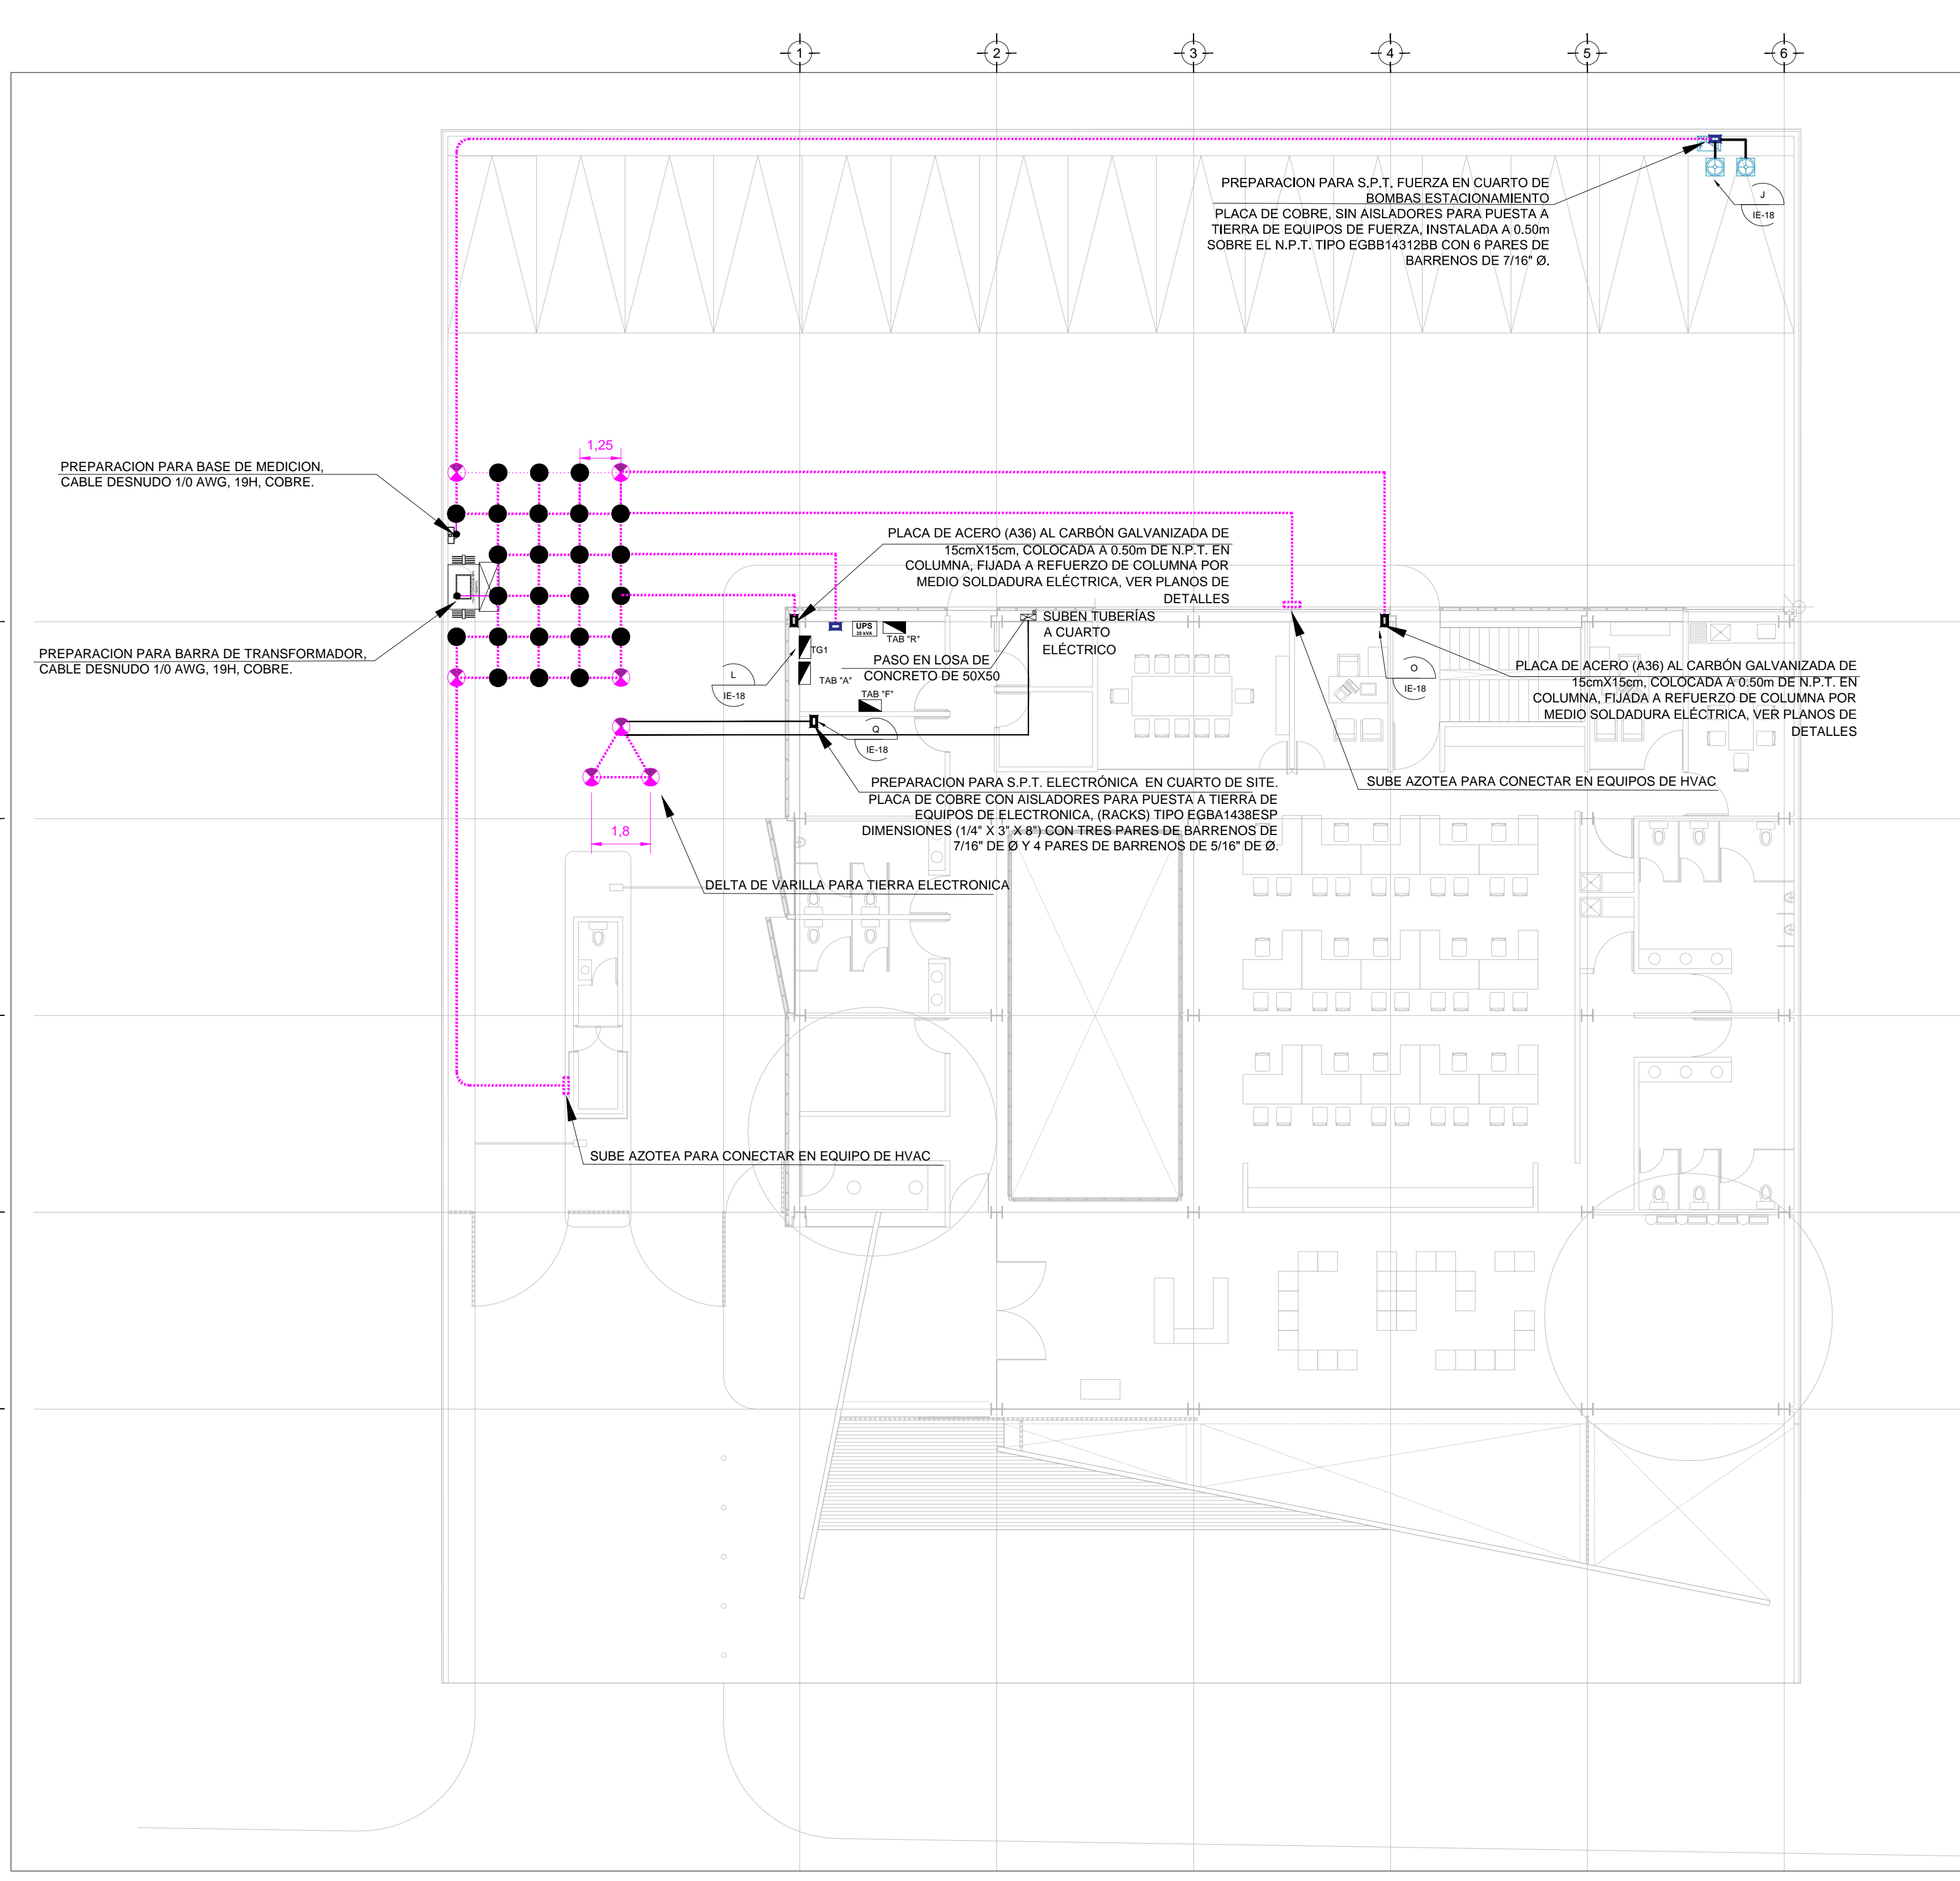 1
2
3
4
5
6
PREPARACION PARA S.P.T. FUERZA EN CUARTO DE
BOMBAS ESTACIONAMIENTO
PLACA DE COBRE, SIN AISLADORES PARA PUESTA A
TIERRA DE EQUIPOS DE FUERZA, INSTALADA A 0.50m
SOBRE EL N.P.T. TIPO EGBB14312BB CON 6 PARES DE
BARRENOS DE 7/16" Ø.
J
IE-18
1,25
PREPARACION PARA BASE DE MEDICION,
CABLE DESNUDO 1/0 AWG, 19H, COBRE.
PLACA DE ACERO (A36) AL CARBÓN GALVANIZADA DE
15cmX15cm, COLOCADA A 0.50m DE N.P.T. EN
COLUMNA, FIJADA A REFUERZO DE COLUMNA POR
MEDIO SOLDADURA ELÉCTRICA, VER PLANOS DE
DETALLES
SUBEN TUBERÍAS
A CUARTO
ELÉCTRICO
UPS
20 kVA
TAB "R"
TG1
PREPARACION PARA BARRA DE TRANSFORMADOR,
CABLE DESNUDO 1/0 AWG, 19H, COBRE.
PASO EN LOSA DE
CONCRETO DE 50X50
L
IE-18
TAB "A"
TAB "F"
O
IE-18
PLACA DE ACERO (A36) AL CARBÓN GALVANIZADA DE
15cmX15cm, COLOCADA A 0.50m DE N.P.T. EN
COLUMNA, FIJADA A REFUERZO DE COLUMNA POR
MEDIO SOLDADURA ELÉCTRICA, VER PLANOS DE
DETALLES
Q
IE-18
PREPARACION PARA S.P.T. ELECTRÓNICA EN CUARTO DE SITE.
PLACA DE COBRE CON AISLADORES PARA PUESTA A TIERRA DE
EQUIPOS DE ELECTRONICA, (RACKS) TIPO EGBA1438ESP
DIMENSIONES (1/4" X 3" X 8") CON TRES PARES DE BARRENOS DE
7/16" DE Ø Y 4 PARES DE BARRENOS DE 5/16" DE Ø.
SUBE AZOTEA PARA CONECTAR EN EQUIPOS DE HVAC
1,8
DELTA DE VARILLA PARA TIERRA ELECTRONICA
SUBE AZOTEA PARA CONECTAR EN EQUIPO DE HVAC